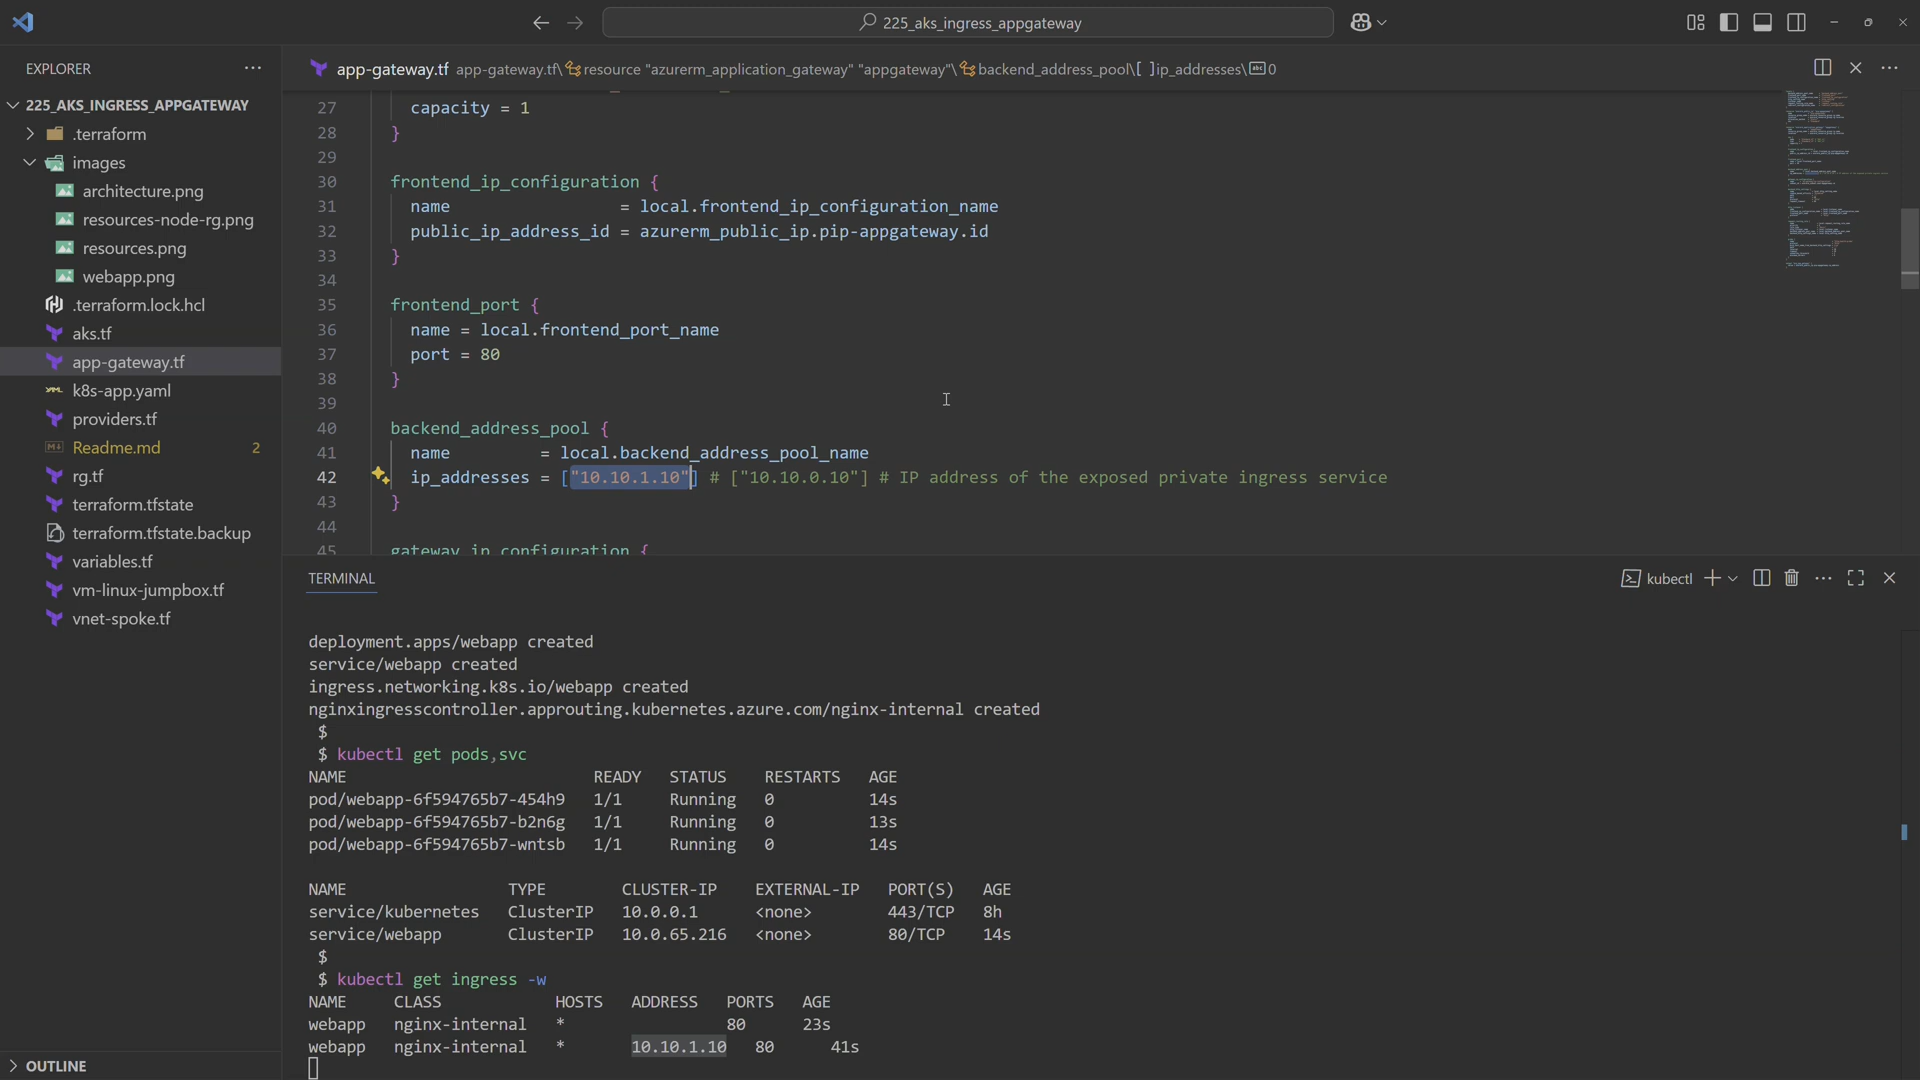 225_aks_ingress_appgateway
EXPLORER
225_AKS_INGRESS_APPGATEWAY
.terraform
images
architecture.png
resources-node-rg.png
resources.png
webapp.png
.terraform.lock.hcl
aks.tf
app-gateway.tf
k8s-app.yaml
providers.tf
Readme.md 2
rg.tf
terraform.tfstate
terraform.tfstate.backup
variables.tf
vm-linux-jumpbox.tf
vnet-spoke.tf
OUTLINE
app-gateway.tf app-gateway.tf\ resource "azurerm_application_gateway" "appgateway"\ backend_address_pool\[ ]ip_addresses\ 0
27 capacity = 1
28 }
29
30 frontend_ip_configuration {
31 name = local.frontend_ip_configuration_name
32 public_ip_address_id = azurerm_public_ip.pip-appgateway.id
33 }
34
35 frontend_port {
36 name = local.frontend_port_name
37 port = 80
38 }
39
40 backend_address_pool {
41 name = local.backend_address_pool_name
42 ip_addresses = ["10.10.1.10"] # ["10.10.0.10"] # IP address of the exposed private ingress service
43 }
44
45 gateway_ip_configuration {
TERMINAL
kubectl
deployment.apps/webapp created
service/webapp created
ingress.networking.k8s.io/webapp created
nginxingresscontroller.approuting.kubernetes.azure.com/nginx-internal created
$
$ kubectl get pods,svc
NAME READY STATUS RESTARTS AGE
pod/webapp-6f594765b7-454h9 1/1 Running 0 14s
pod/webapp-6f594765b7-b2n6g 1/1 Running 0 13s
pod/webapp-6f594765b7-wntsb 1/1 Running 0 14s
NAME TYPE CLUSTER-IP EXTERNAL-IP PORT(S) AGE
service/kubernetes ClusterIP 10.0.0.1 <none> 443/TCP 8h
service/webapp ClusterIP 10.0.65.216 <none> 80/TCP 14s
$
$ kubectl get ingress -w
NAME CLASS HOSTS ADDRESS PORTS AGE
webapp nginx-internal * 80 23s
webapp nginx-internal * 10.10.1.10 80 41s